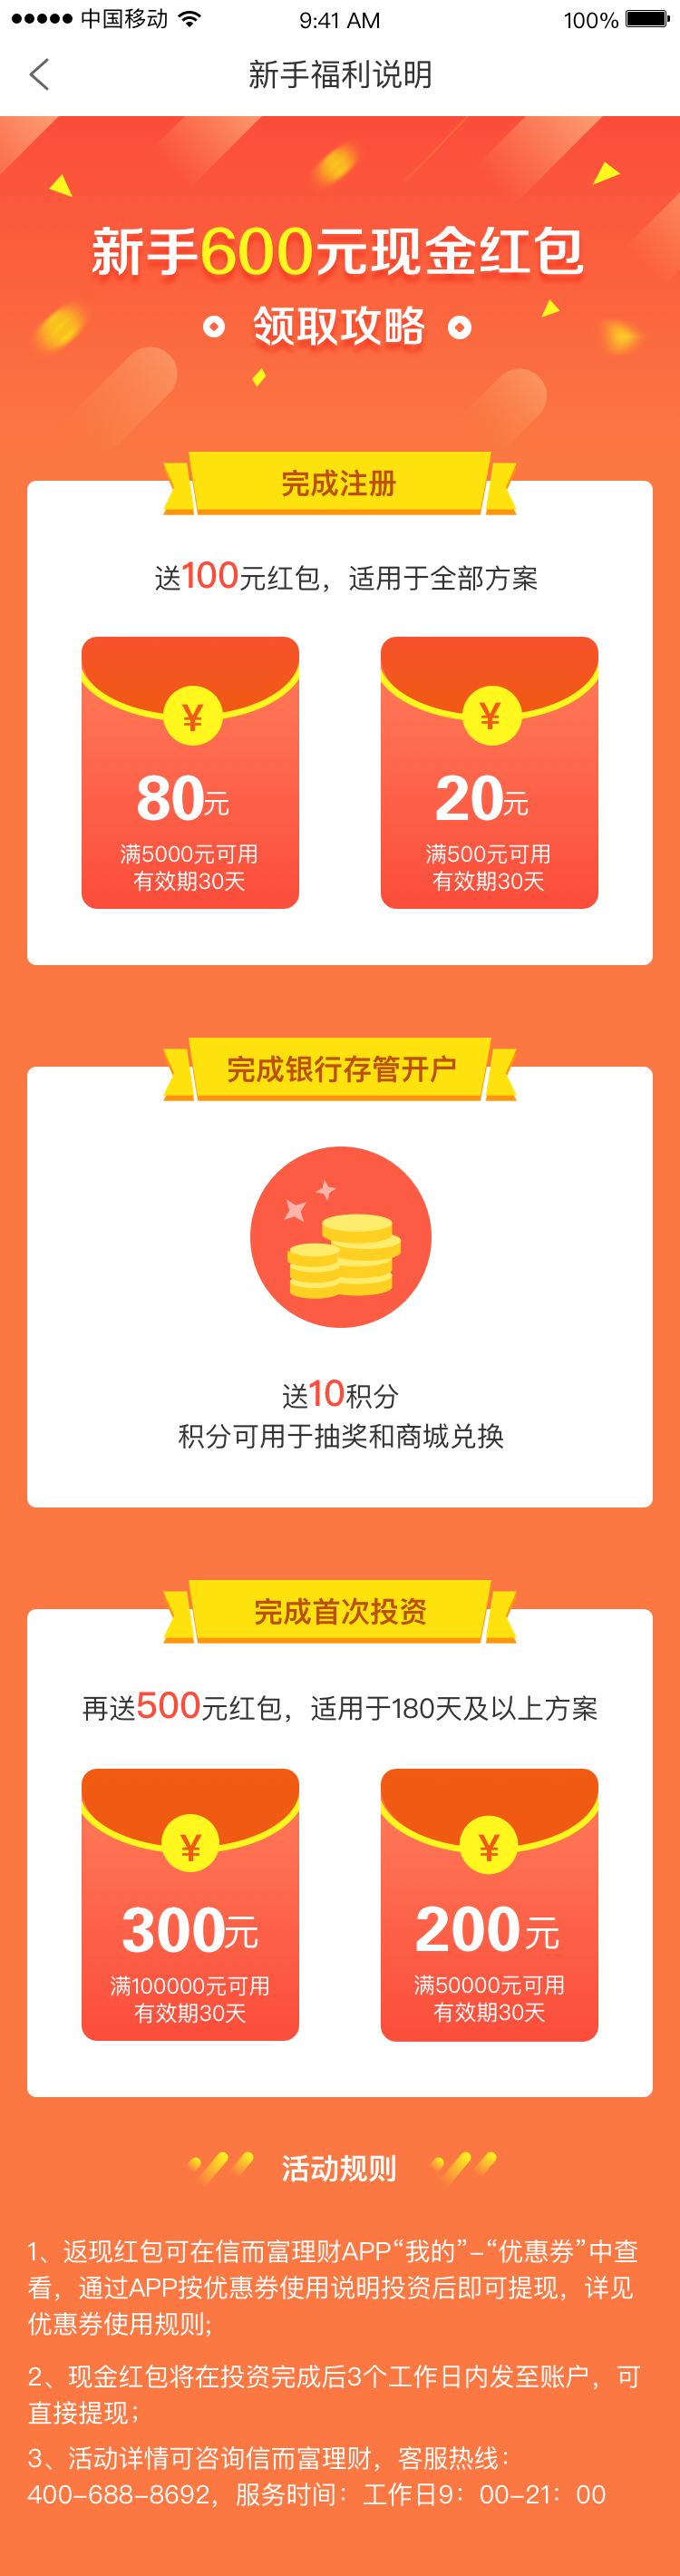 中国移动 9:41 AM 100%
新手福利说明
新手600元现金红包
领取攻略
完成注册
送100元红包，适用于全部方案
¥ ¥
80元 20元
满5000元可用 满500元可用
有效期30天 有效期30天
完成银行存管开户
送10积分
积分可用于抽奖和商城兑换
完成首次投资
再送500元红包，适用于180天及以上方案
¥ ¥
300元 200元
满100000元可用 满50000元可用
有效期30天 有效期30天
活动规则
1、返现红包可在信而富理财APP“我的”-“优惠券”中查
看，通过APP按优惠券使用说明投资后即可提现，详见
优惠券使用规则；
2、现金红包将在投资完成后3个工作日内发至账户，可
直接提现；
3、活动详情可咨询信而富理财，客服热线：
400-688-8692，服务时间：工作日9：00-21：00